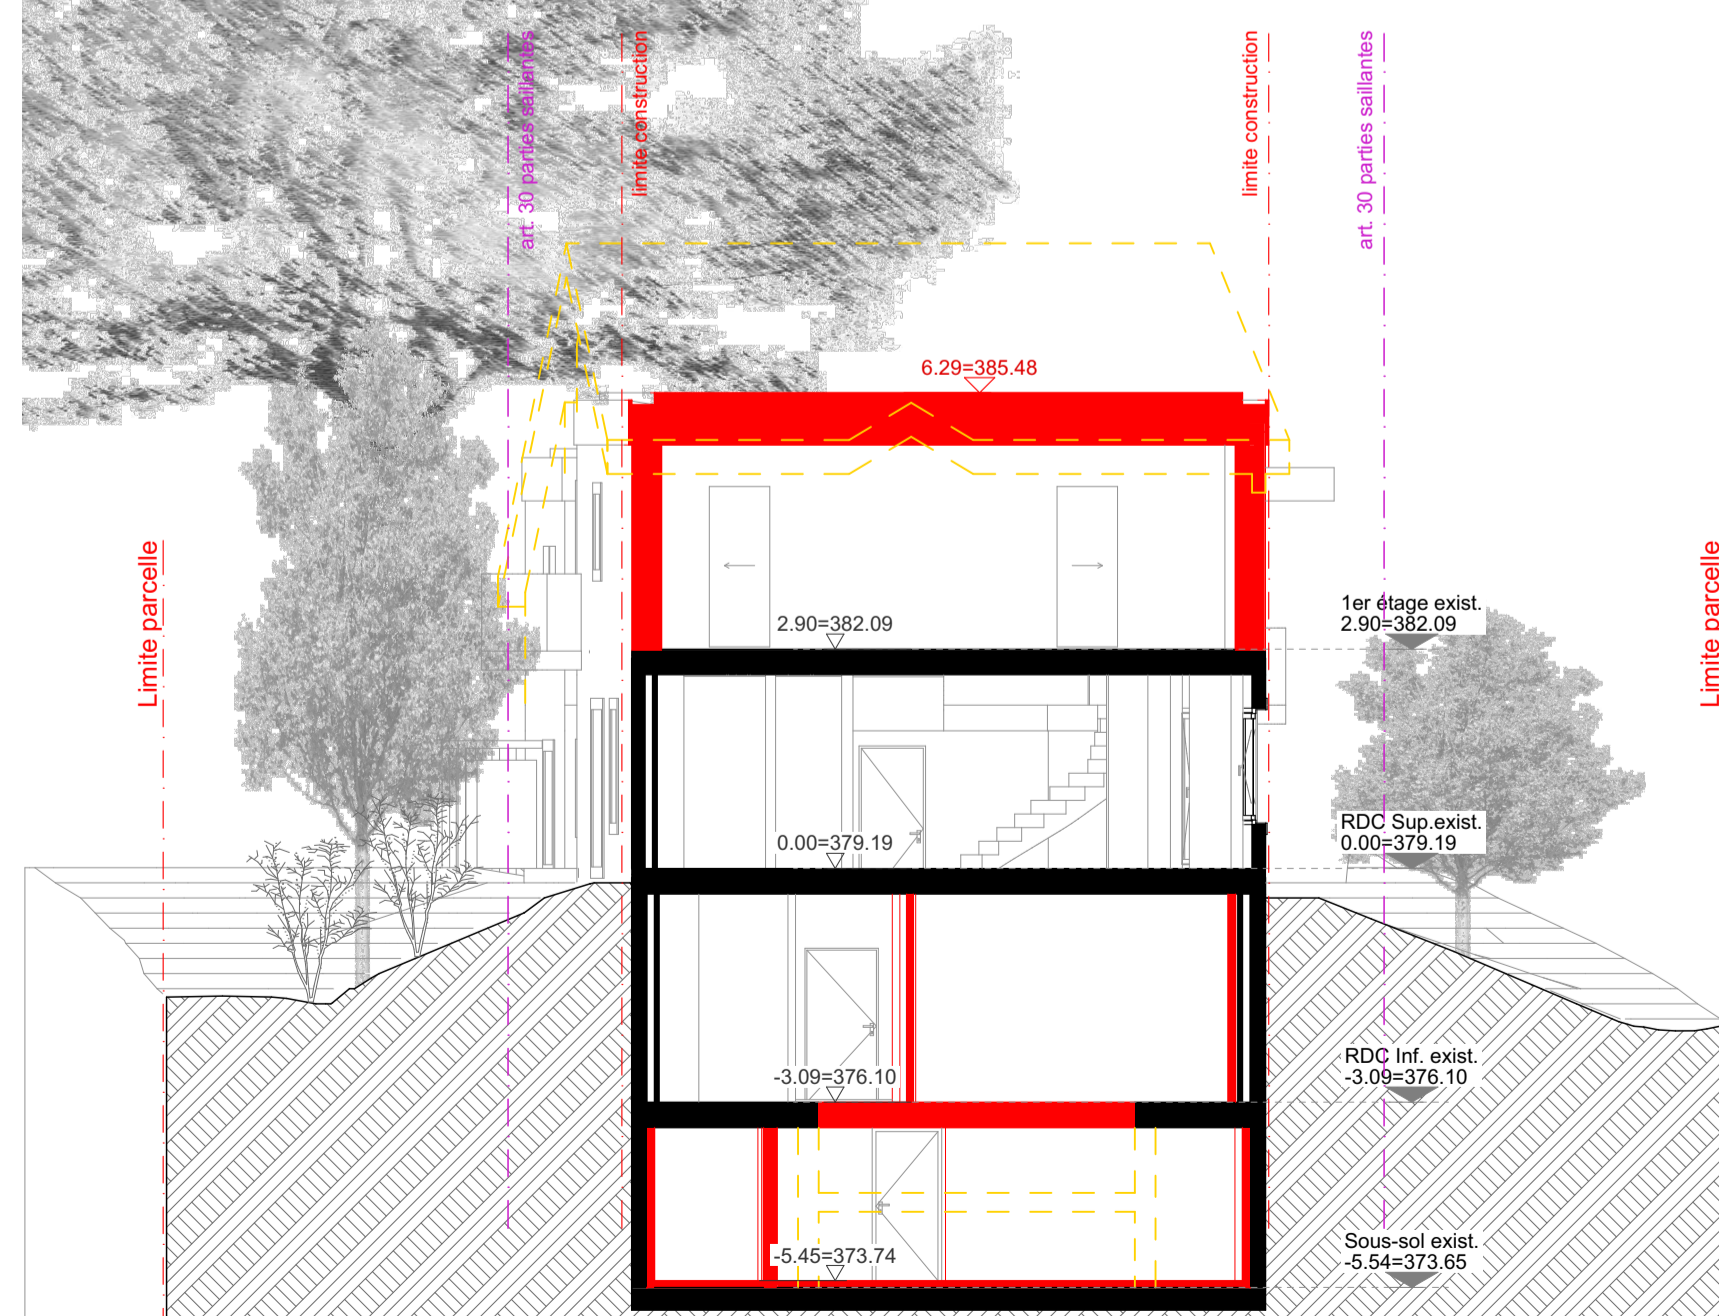 art. 30 parties saillantes
limite construction
limite construction
art. 30 parties saillantes
6.29=385.48
Limite parcelle
Limite parcelle
2.90=382.09
1er étage exist.
2.90=382.09
0.00=379.19
RDC Sup.exist.
0.00=379.19
-3.09=376.10
RDC Inf. exist.
-3.09=376.10
-5.45=373.74
Sous-sol exist.
-5.54=373.65